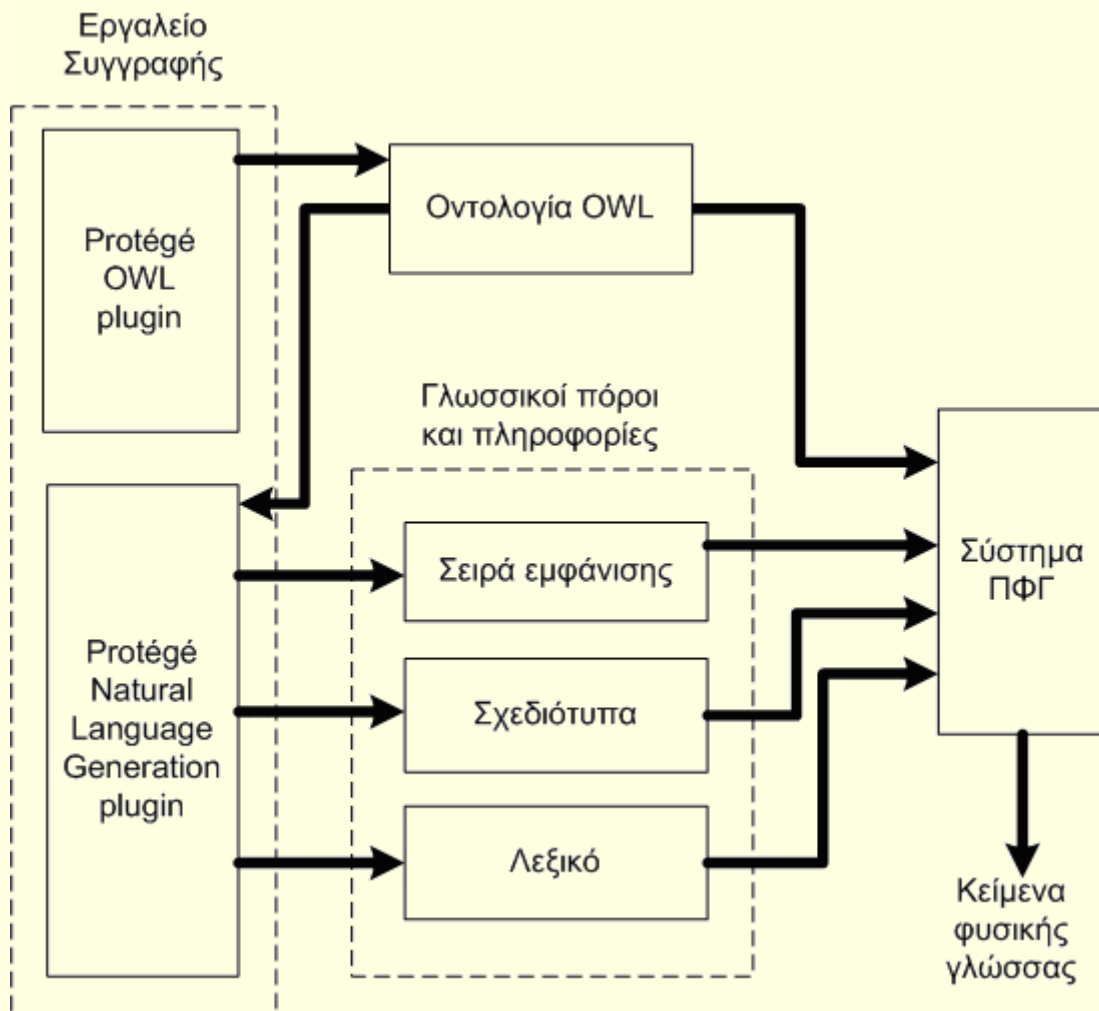 Εργαλείο
Συγγραφής
Protégé
OWL
plugin
Οντολογία OWL
Γλωσσικοί πόροι
και πληροφορίες
Protégé
Natural
Language
Generation
plugin
Σειρά εμφάνισης
Σχεδιότυπα
Λεξικό
Σύστημα
ΠΦΓ
Κείμενα
φυσικής
γλώσσας